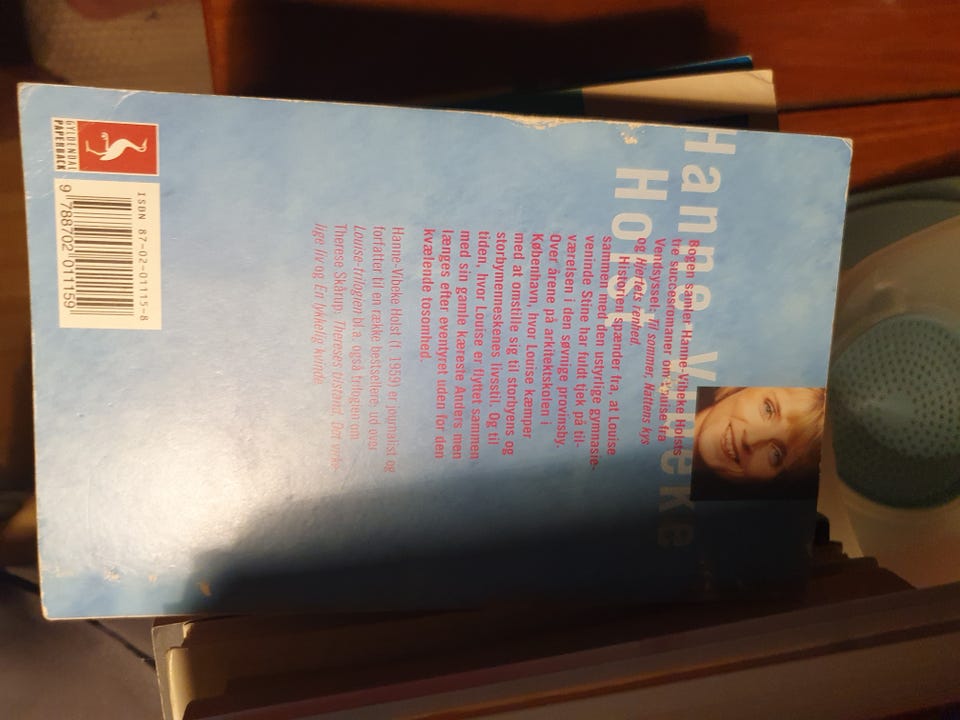 Hanne-Vibeke
Holst
Bogen samler Hanne-Vibeke Holsts
tre succesromaner om Louise fra
Vendsyssel: Til sommer, Nattens kys
og Hjertets renhed.
Historien spænder fra, at Louise
sammen med den ustyrlige gymnasie-
veninde Stine har fuldt tjek på til-
værelsen i den søvnige provinsby.
Over årene på arkitektskolen i
København, hvor Louise kæmper
med at omstille sig til storbyens og
storbymenneskenes livsstil. Og til
tiden, hvor Louise er flyttet sammen
med sin gamle kæreste Anders men
længes efter eventyret uden for den
kvælende tosomhed.
Hanne-Vibeke Holst (f. 1959) er journalist og
forfatter til en række bestsellere, ud over
Louise-trilogien bl.a. også trilogien om
Therese Skårup, Thereses tilstand, Det virke-
lige liv og En lykkelig kvinde.
GYLDENDAL
PAPERBACK
ISBN 87-02-01115-8
9 788702 011159